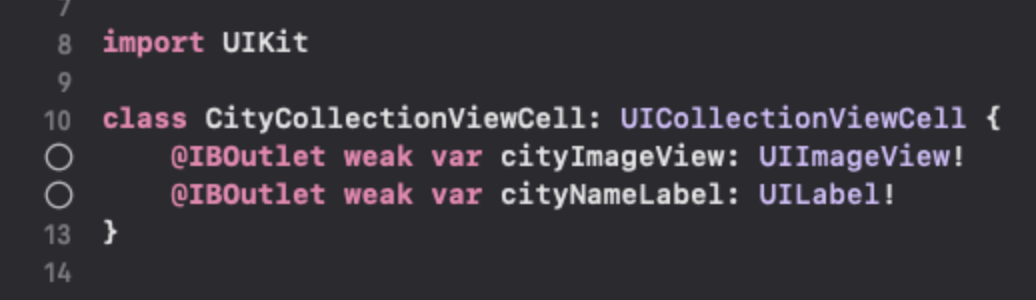 7
8 import UIKit
9
10 class CityCollectionViewCell: UICollectionViewCell {
@IBOutlet weak var cityImageView: UIImageView!
@IBOutlet weak var cityNameLabel: UILabel!
13 }
14